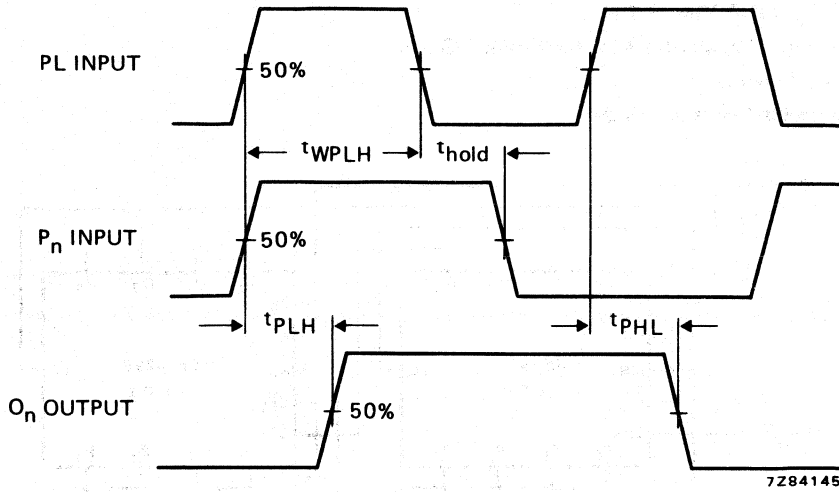 PL INPUT
50%
tWPLH
thold
Pn INPUT
50%
tPLH
tPHL
On OUTPUT
50%
7Z84145